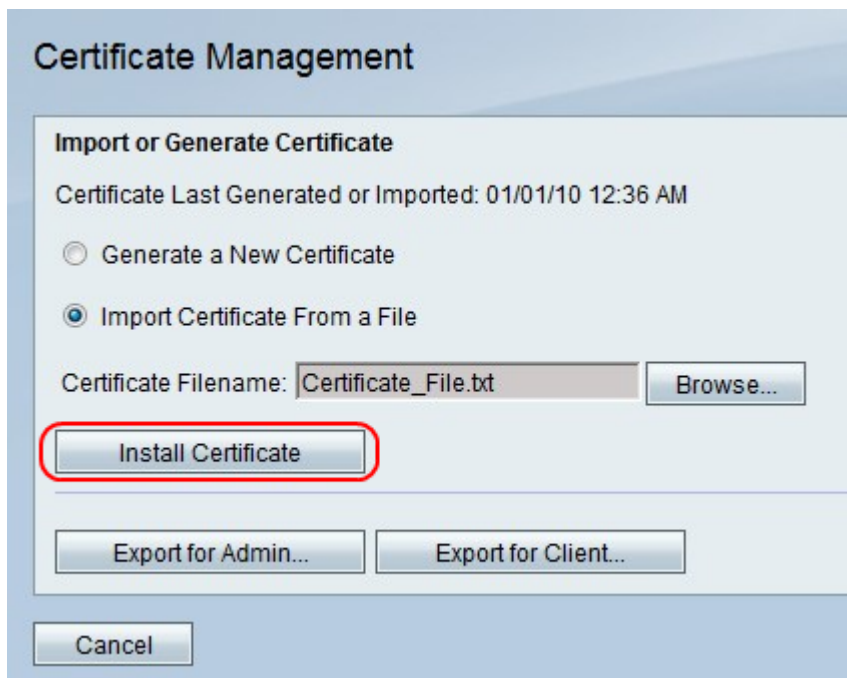 Certificate Management
Import or Generate Certificate
Certificate Last Generated or Imported: 01/01/10 12:36 AM
Generate a New Certificate
Import Certificate From a File
Certificate Filename: Certificate_File.txt Browse...
Install Certificate
Export for Admin... Export for Client...
Cancel